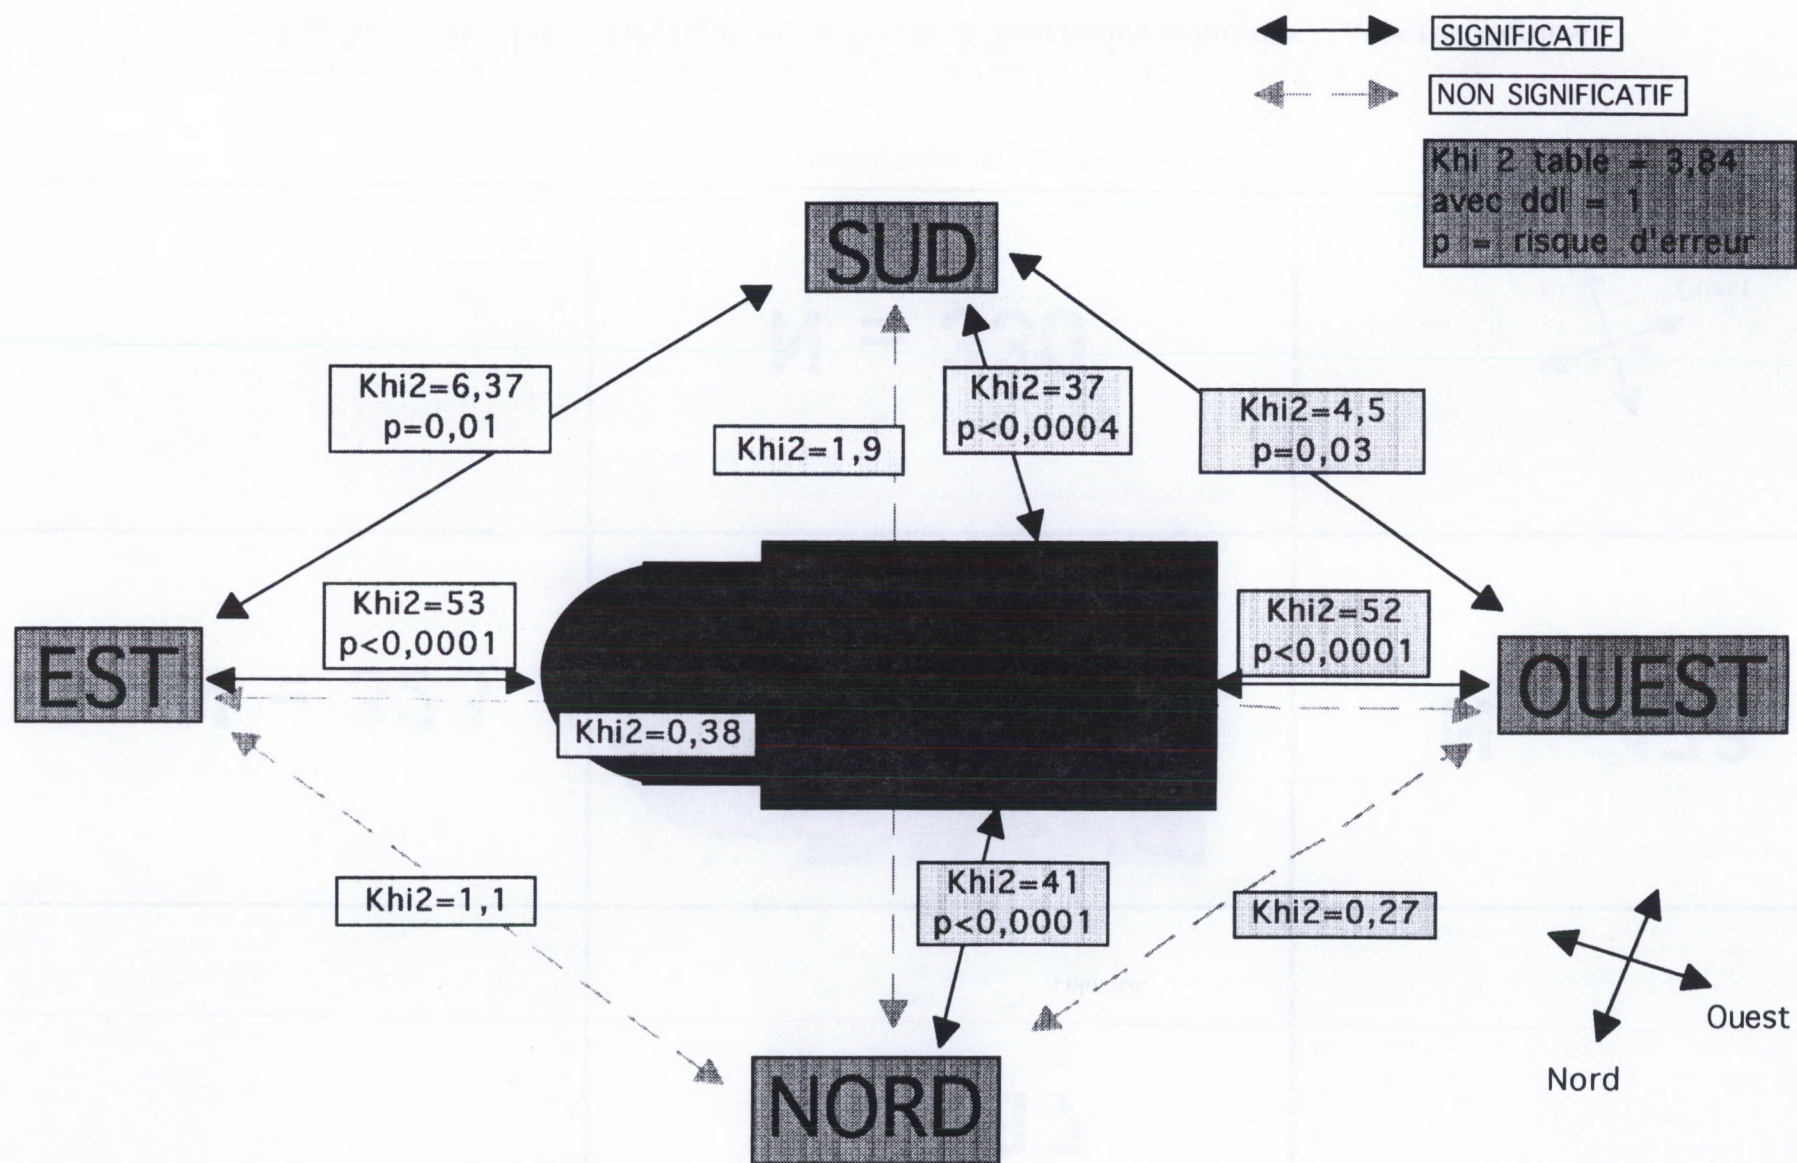 SIGNIFICATIF
NON SIGNIFICATIF
Khi 2 table = 3,84
avec ddl = 1
p = risque d'erreur
SUD
Khi2=6,37
p=0,01
Khi2=1,9
Khi2=37
p<0,0004
Khi2=4,5
p=0,03
EST
Khi2=53
p<0,0001
Khi2=52
p<0,0001
OUEST
Khi2=0,38
Khi2=1,1
Khi2=41
p<0,0001
Khi2=0,27
Ouest
Nord
NORD